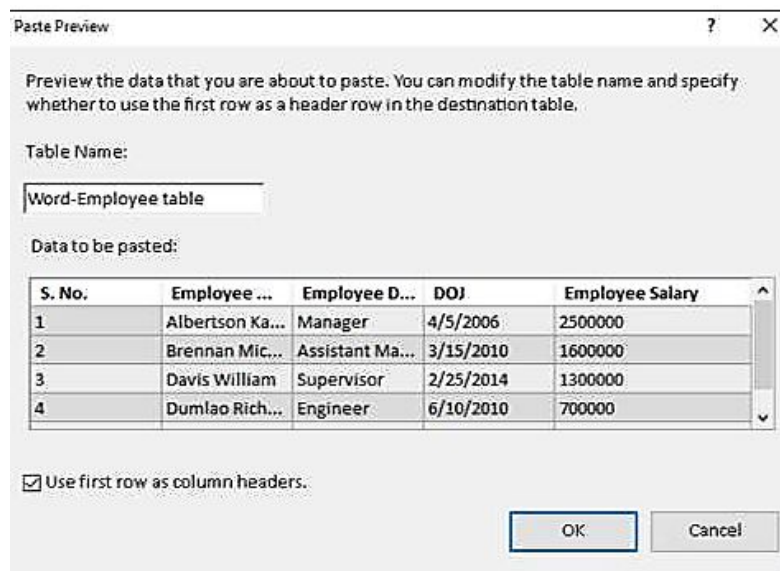 Paste Preview ? X
Preview the data that you are about to paste. You can modify the table name and specify
whether to use the first row as a header row in the destination table.
Table Name:
Word-Employee table
Data to be pasted:
S. No. Employee ... Employee D... DOJ Employee Salary
1 Albertson Ka... Manager 4/5/2006 2500000
2 Brennan Mic... Assistant Ma... 3/15/2010 1600000
3 Davis William Supervisor 2/25/2014 1300000
4 Dumlao Rich... Engineer 6/10/2010 700000
Use first row as column headers.
OK Cancel